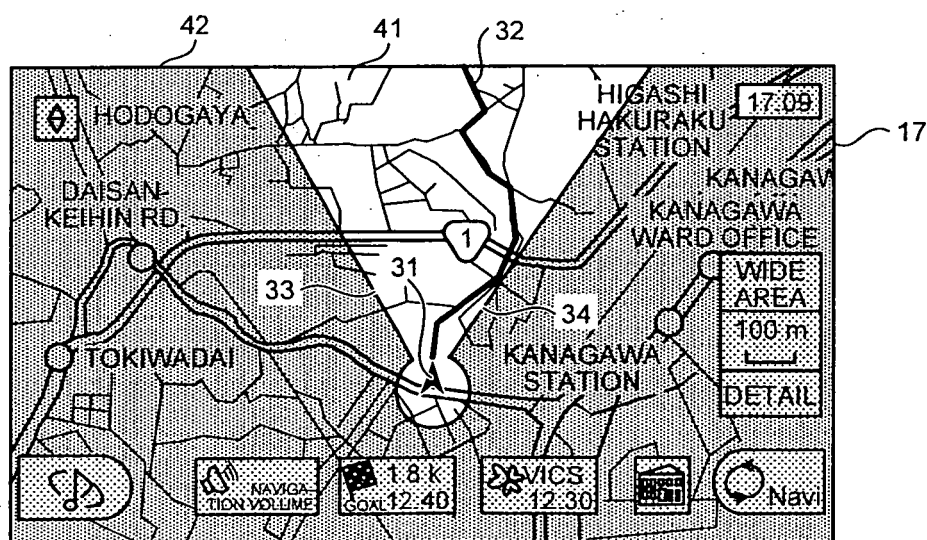 42
41
32
17
HODOGAYA
HIGASHI
HAKURAKU
STATION
17.09
DAISAN-
KEIHIN RD
KANAGAW
KANAGAWA
WARD OFFICE
1
31
33
34
WIDE
AREA
100 m
DETAIL
TOKIWADAI
KANAGAWA
STATION
NAVIGA-
TION VOLUME
1 8 k
GOAL 12.40
VICS
12.30
Navi